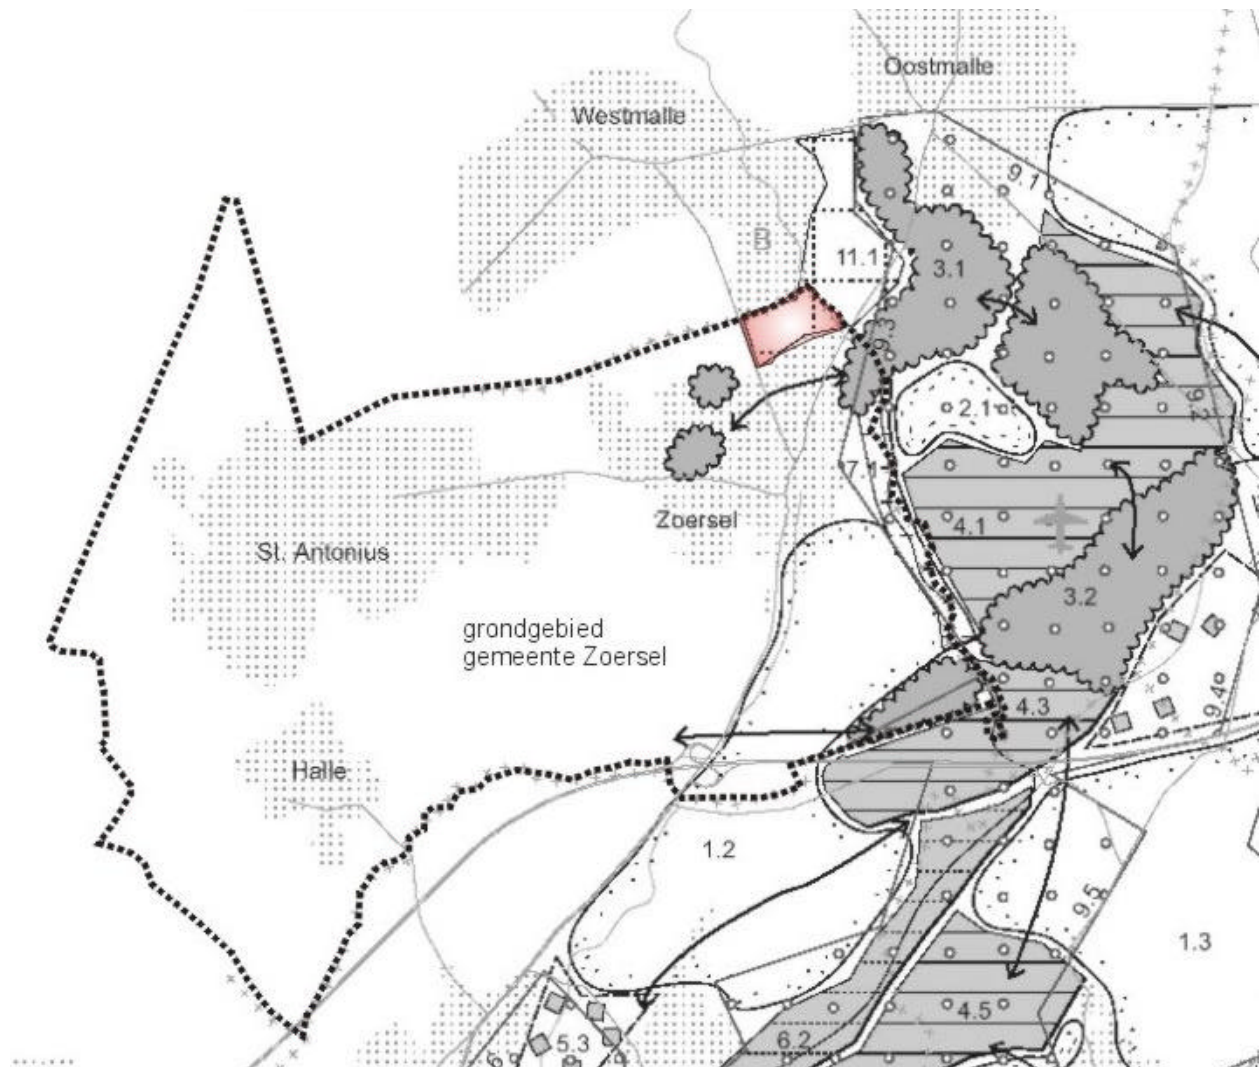 Oostmalle
Westmalle
9.1
B
11.1
3.1
9.3
9.2
2.1
7.1
Zoersel
4.1
St. Antonius
3.2
grondgebied
gemeente Zoersel
4.3
9.4
Halle
1.2
9.5
1.3
4.5
6.2
5.3